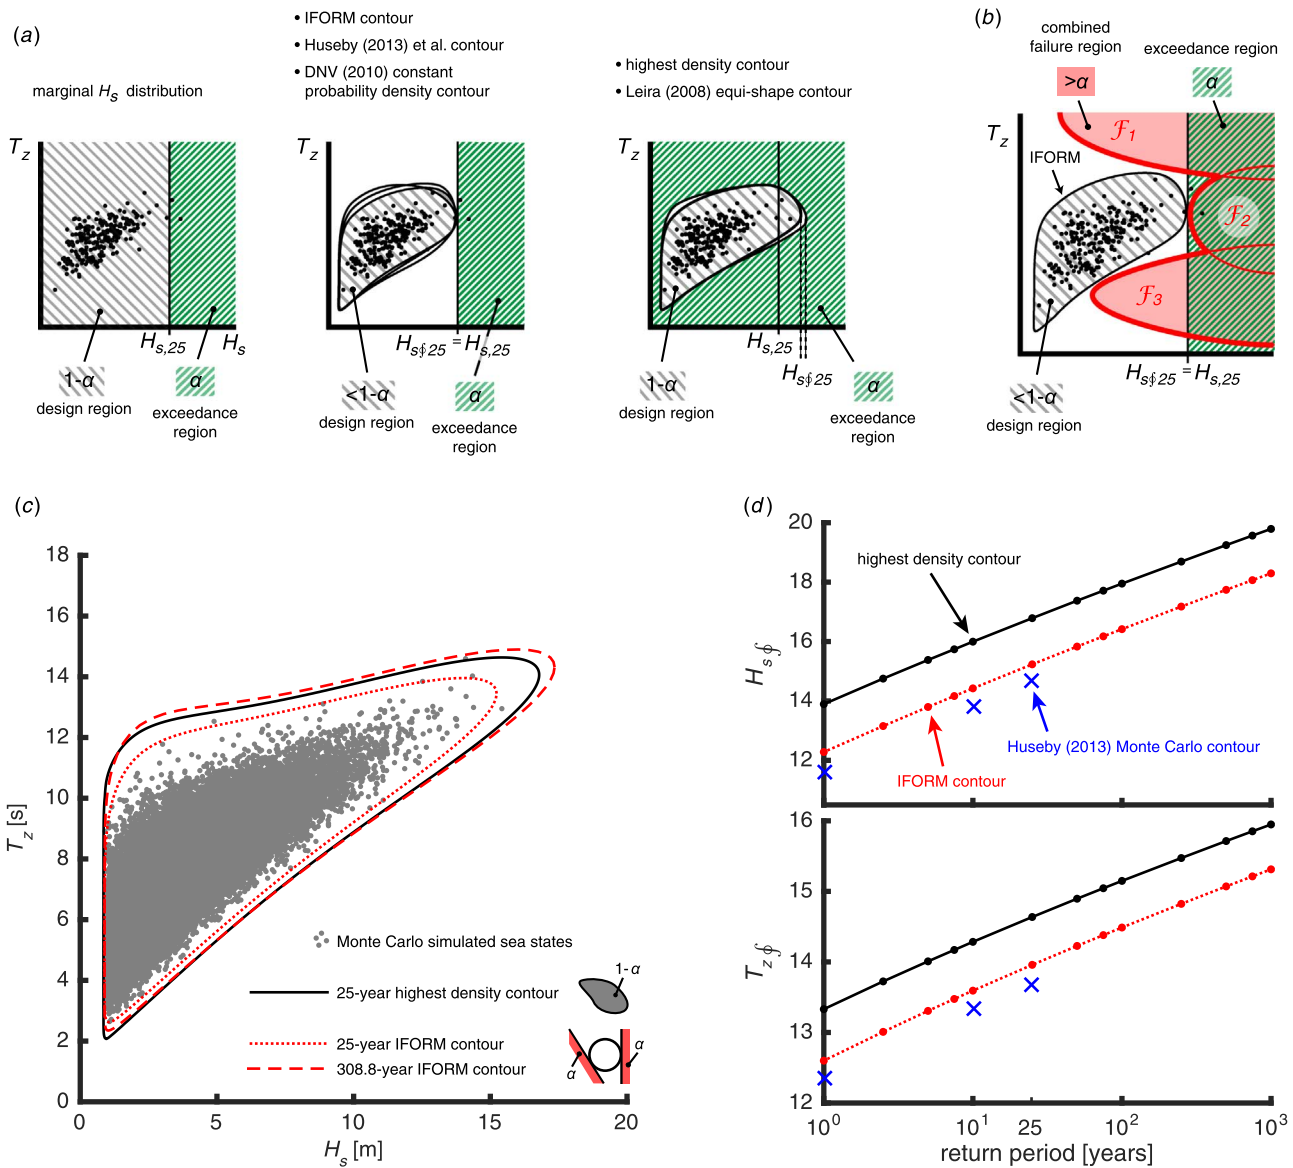 (a)
marginal Hs distribution
Tz
Hs,25
Hs
1-α
design region
α
exceedance
region
• IFORM contour
• Huseby (2013) et al. contour
• DNV (2010) constant
probability density contour
Tz
Hs∮25 = Hs,25
<1-α
design region
α
exceedance
region
• highest density contour
• Leira (2008) equi-shape contour
Tz
Hs,25
Hs∮25
1-α
design region
α
exceedance
region
(b)
combined
failure region
exceedance region
>α
α
Tz
IFORM
ℱ1
ℱ2
ℱ3
Hs∮25 = Hs,25
<1-α
design region
(c)
18
16
14
12
10
8
6
4
2
0
Tz [s]
0
5
10
15
20
Hs [m]
Monte Carlo simulated sea states
25-year highest density contour
1-α
25-year IFORM contour
308.8-year IFORM contour
α
α
(d)
20
18
16
14
12
Hs∮
highest density contour
Huseby (2013) Monte Carlo contour
IFORM contour
16
15
14
13
12
Tz∮
10^0
10^1
25
10^2
10^3
return period [years]